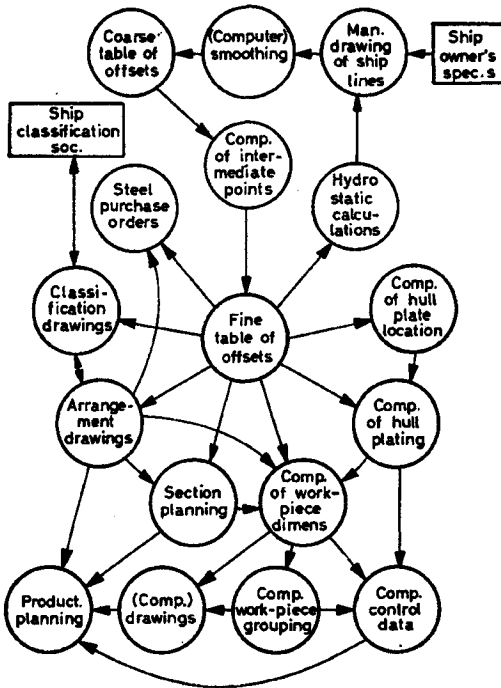 Coarse
table of
offsets
(Computer)
smoothing
Man.
drawing
of ship
lines
Ship
owner's
spec.s
Ship
classification
soc.
Steel
purchase
orders
Comp.
of inter-
mediate
points
Hydro
static
calcu-
lations
Classi-
fication
drawings
Fine
table of
offsets
Comp.
of hull
plate
location
Arrange-
ment
drawings
Comp.
of hull
plating
Section
planning
Comp.
of work-
piece
dimens
Product.
planning
(Comp.)
drawings
Comp.
work-piece
grouping
Comp.
control
data